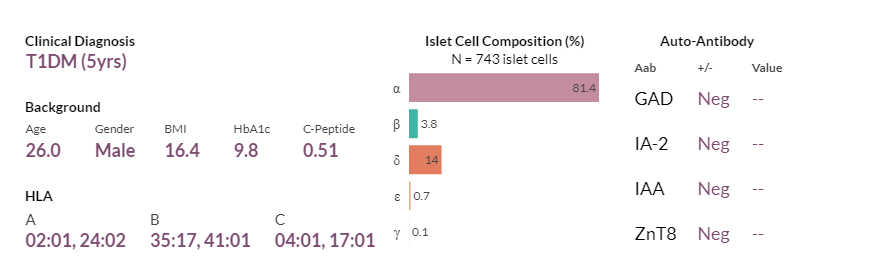 Clinical Diagnosis
T1DM (5yrs)
Background
Age Gender BMI HbA1c C-Peptide
26.0 Male 16.4 9.8 0.51
HLA
A B C
02:01, 24:02 35:17, 41:01 04:01, 17:01
Islet Cell Composition (%)
N = 743 islet cells
α 81.4
β 3.8
δ 14
ε 0.7
γ 0.1
Auto-Antibody
Aab +/- Value
GAD Neg --
IA-2 Neg --
IAA Neg --
ZnT8 Neg --